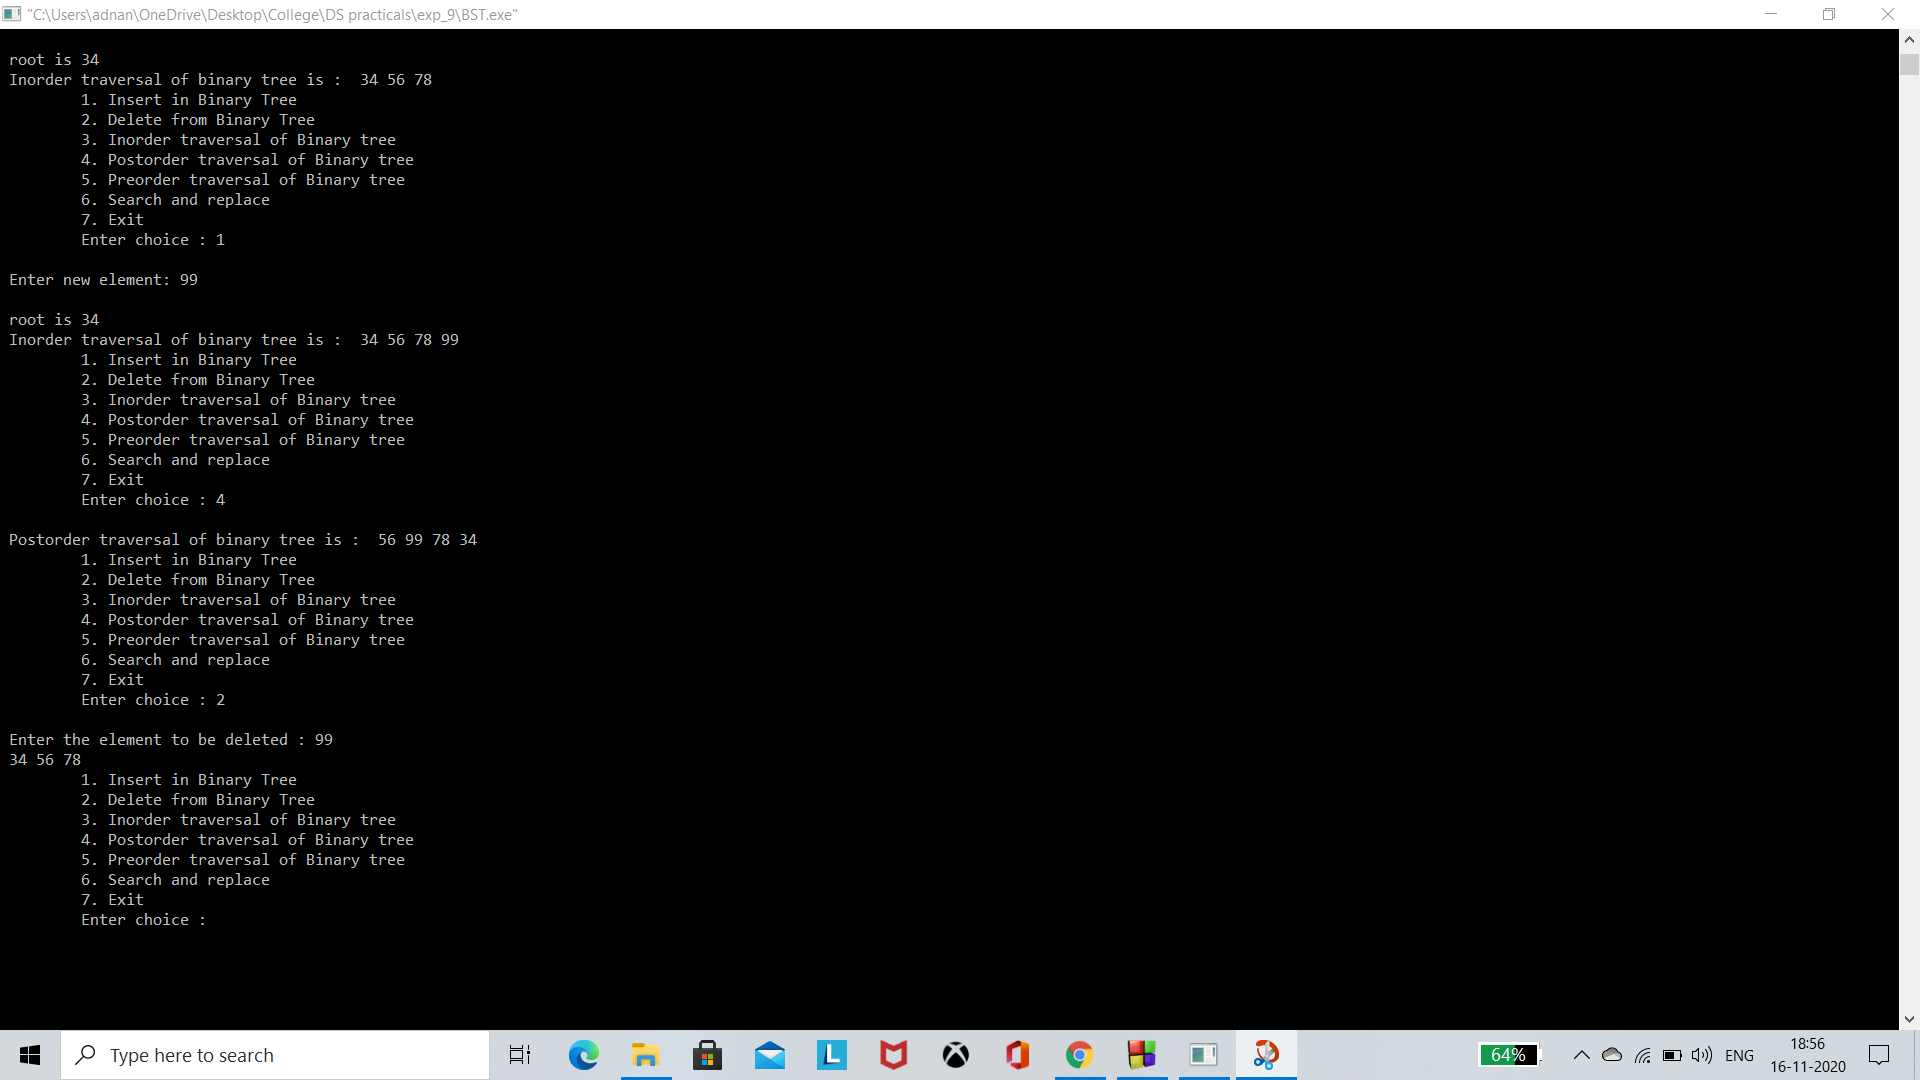 "C:\Users\adnan\OneDrive\Desktop\College\DS practicals\exp_9\BST.exe"
root is 34
Inorder traversal of binary tree is :  34 56 78
1. Insert in Binary Tree
2. Delete from Binary Tree
3. Inorder traversal of Binary tree
4. Postorder traversal of Binary tree
5. Preorder traversal of Binary tree
6. Search and replace
7. Exit
Enter choice : 1
Enter new element: 99
root is 34
Inorder traversal of binary tree is :  34 56 78 99
1. Insert in Binary Tree
2. Delete from Binary Tree
3. Inorder traversal of Binary tree
4. Postorder traversal of Binary tree
5. Preorder traversal of Binary tree
6. Search and replace
7. Exit
Enter choice : 4
Postorder traversal of binary tree is :  56 99 78 34
1. Insert in Binary Tree
2. Delete from Binary Tree
3. Inorder traversal of Binary tree
4. Postorder traversal of Binary tree
5. Preorder traversal of Binary tree
6. Search and replace
7. Exit
Enter choice : 2
Enter the element to be deleted : 99
34 56 78
1. Insert in Binary Tree
2. Delete from Binary Tree
3. Inorder traversal of Binary tree
4. Postorder traversal of Binary tree
5. Preorder traversal of Binary tree
6. Search and replace
7. Exit
Enter choice :
Type here to search
L
64%
ENG
18:56
16-11-2020